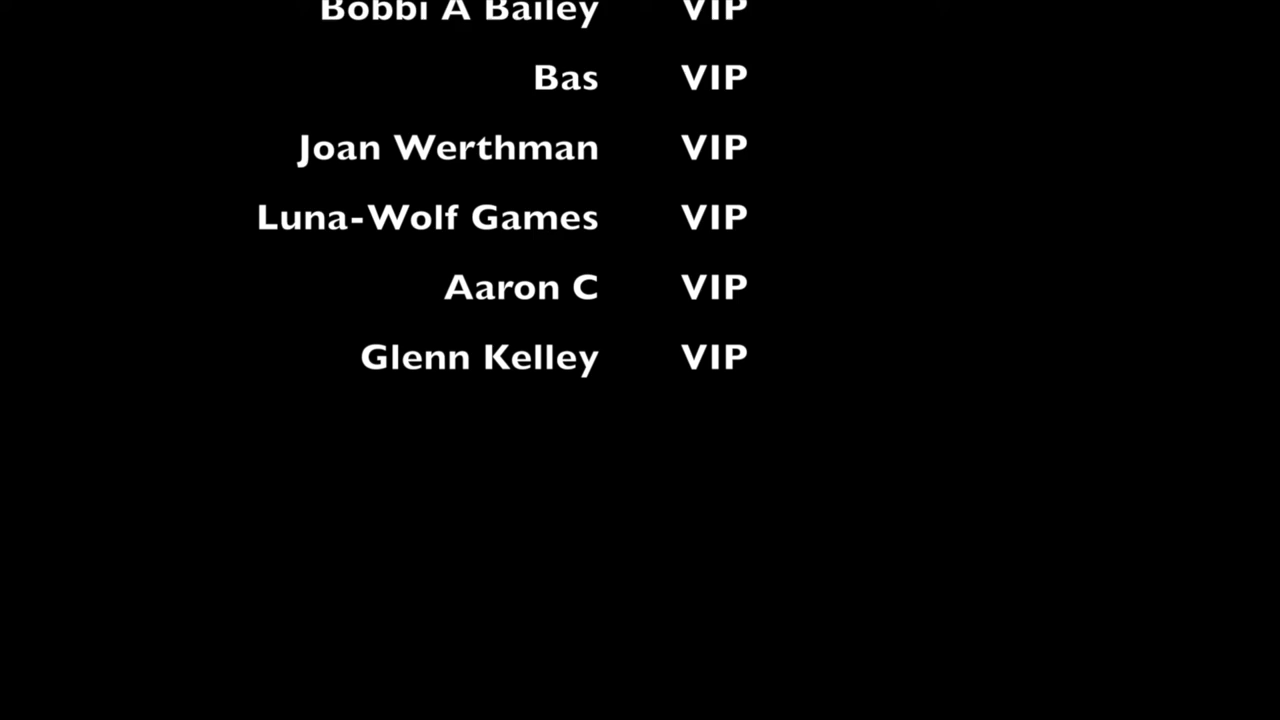 Bobbi A Bailey VIP
Bas VIP
Joan Werthman VIP
Luna-Wolf Games VIP
Aaron C VIP
Glenn Kelley VIP